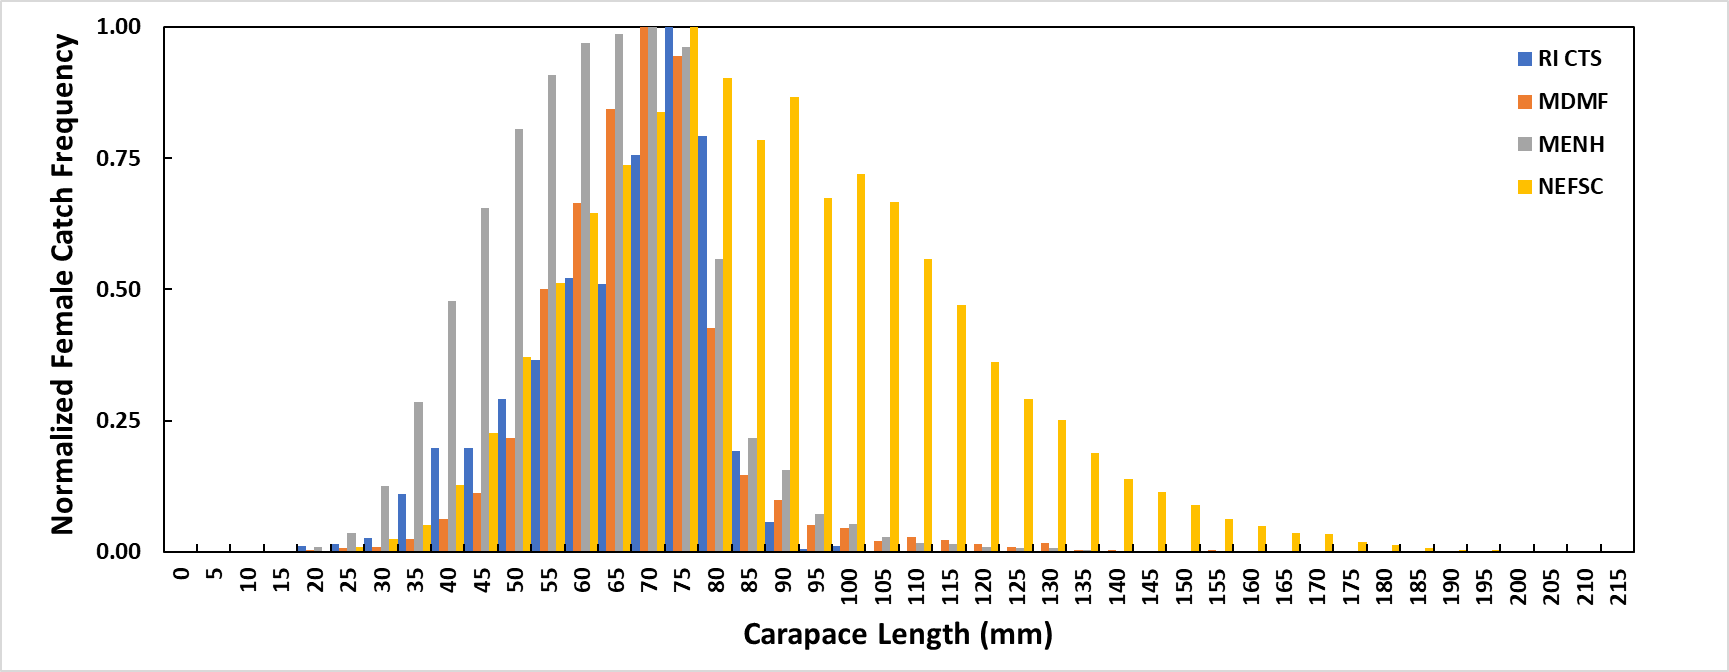 Normalized Female Catch Frequency
1.00
0.75
0.50
0.25
0.00
RI CTS
MDMF
MENH
NEFSC
0 5 10 15 20 25 30 35 40 45 50 55 60 65 70 75 80 85 90 95 100 105 110 115 120 125 130 135 140 145 150 155 160 165 170 175 180 185 190 195 200 205 210 215
Carapace Length (mm)